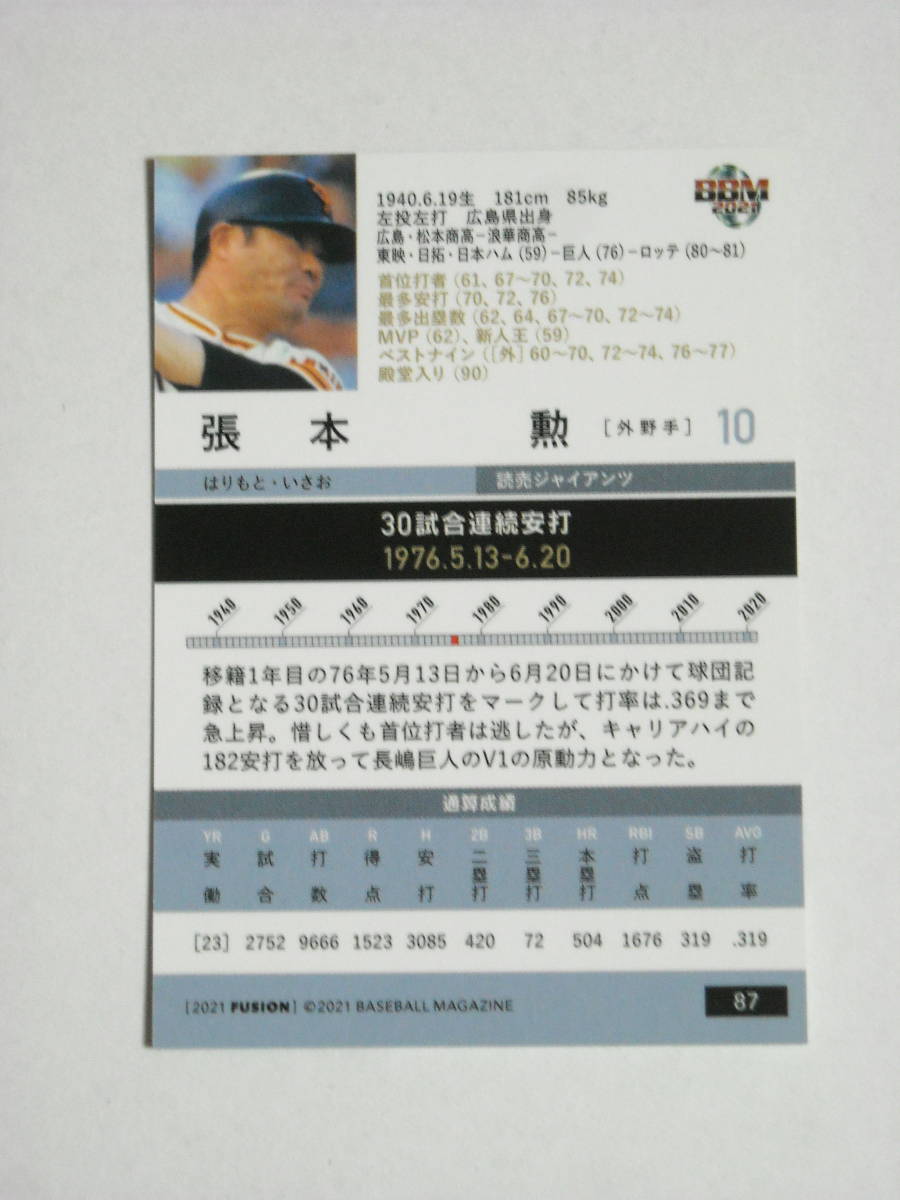 BBM
2021
1940.6.19生 181cm 85kg
左投左打 広島県出身
広島・松本商高−浪華商高−
東映・日拓・日本ハム（59）−巨人（76）−ロッテ（80〜81）
首位打者（61、67〜70、72、74）
最多安打（70、72、76）
最多出塁数（62、64、67〜70、72〜74）
MVP（62）、新人王（59）
ベストナイン（［外］60〜70、72〜74、76〜77）
殿堂入り（90）
張本 勲 ［外野手］ 10
はりもと・いさお 読売ジャイアンツ
30試合連続安打
1976.5.13-6.20
1940 1950 1960 1970 1980 1990 2000 2010 2020
移籍1年目の76年5月13日から6月20日にかけて球団記
録となる30試合連続安打をマークして打率は.369まで
急上昇。惜しくも首位打者は逃したが、キャリアハイの
182安打を放って長嶋巨人のV1の原動力となった。
通算成績
YR G AB R H 2B 3B HR RBI SB AVG
実働 試合 打数 得点 安打 二塁打 三塁打 本塁打 打点 盗塁 打率
［23］ 2752 9666 1523 3085 420 72 504 1676 319 .319
［2021 FUSION］ ©2021 BASEBALL MAGAZINE 87